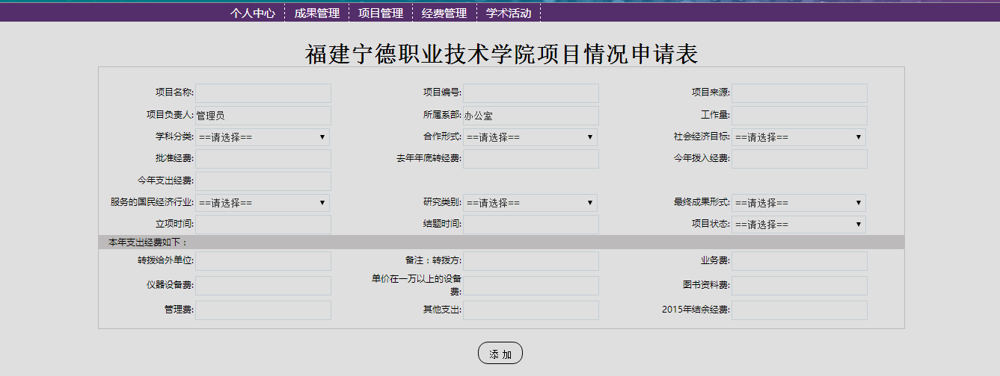 个人中心 成果管理 项目管理 经费管理 学术活动
福建宁德职业技术学院项目情况申请表
项目名称: 项目编号: 项目来源:
项目负责人: 管理员 所属系部: 办公室 工作量:
学科分类: ==请选择== 合作形式: ==请选择== 社会经济目标: ==请选择==
批准经费: 去年年底转经费: 今年拨入经费:
今年支出经费:
服务的国民经济行业: ==请选择== 研究类别: ==请选择== 最终成果形式: ==请选择==
立项时间: 结题时间: 项目状态: ==请选择==
本年支出经费如下：
转拨给外单位: 备注：转拨方: 业务费:
仪器设备费: 单价在一万以上的设备
费: 图书资料费:
管理费: 其他支出: 2015年结余经费:
添 加